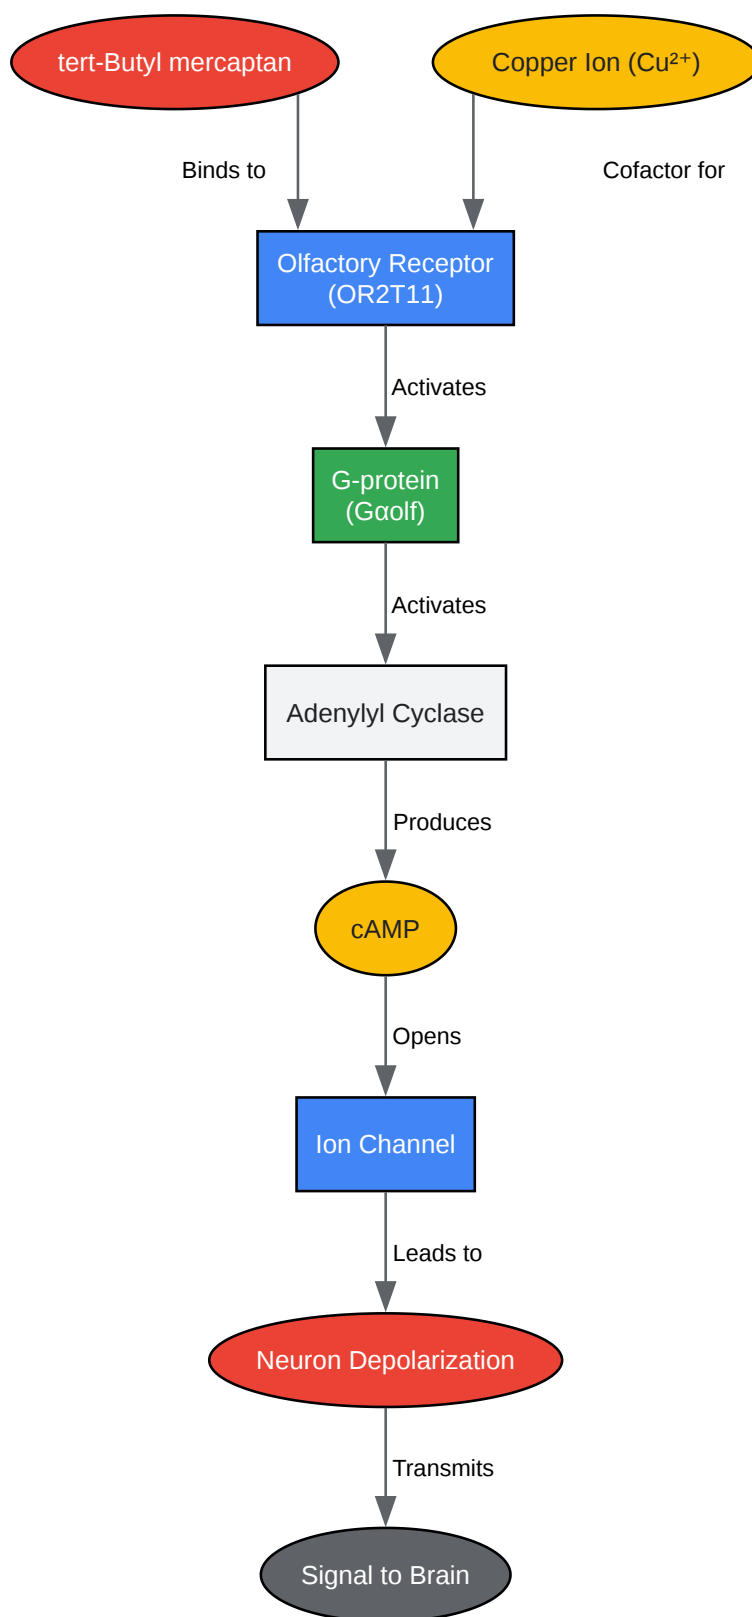 tert-Butyl mercaptan
Copper Ion (Cu²⁺)
Binds to
Cofactor for
Olfactory Receptor
(OR2T11)
Activates
G-protein
(Gαolf)
Activates
Adenylyl Cyclase
Produces
cAMP
Opens
Ion Channel
Leads to
Neuron Depolarization
Transmits
Signal to Brain